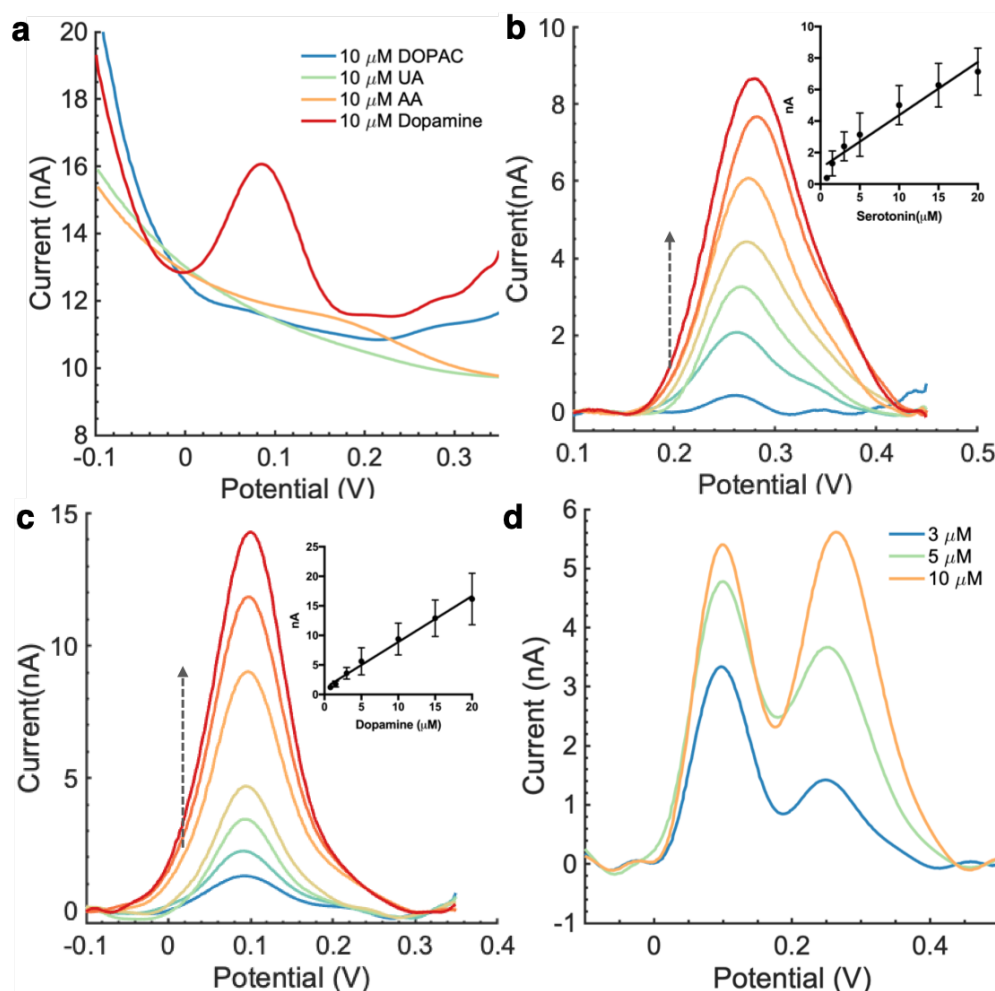 a
20
18
16
14
12
10
8
Current (nA)
-0.1
0
0.1
0.2
0.3
Potential (V)
10 μM DOPAC
10 μM UA
10 μM AA
10 μM Dopamine
b
10
8
6
4
2
0
Current(nA)
0.1
0.2
0.3
0.4
0.5
Potential (V)
10
8
6
4
2
0
nA
0
5
10
15
20
Serotonin(μM)
c
15
10
5
0
Current(nA)
-0.1
0
0.1
0.2
0.3
0.4
Potential (V)
25
20
15
10
5
0
nA
0
5
10
15
20
Dopamine (μM)
d
6
5
4
3
2
1
0
-1
Current (nA)
0
0.2
0.4
Potential (V)
3 μM
5 μM
10 μM